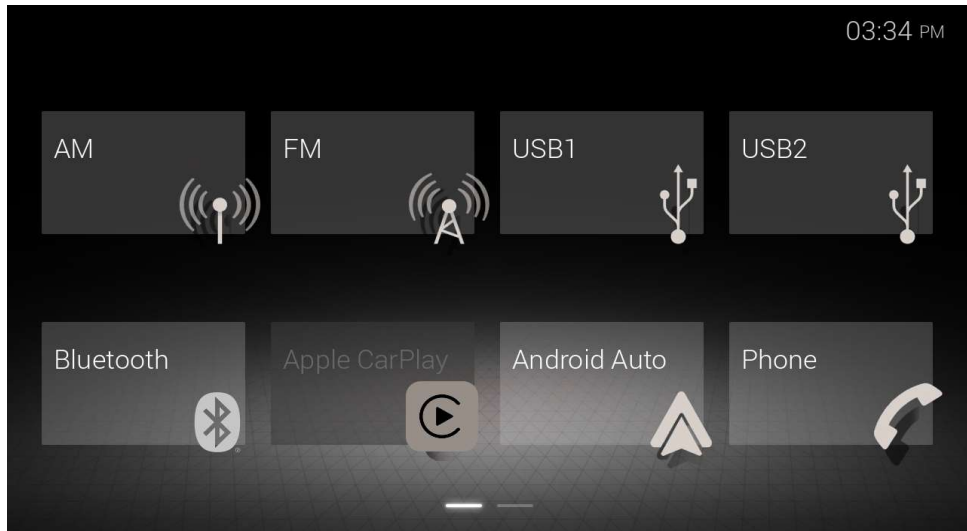 03:34 PM
AM
FM
USB1
USB2
Bluetooth
Apple CarPlay
Android Auto
Phone